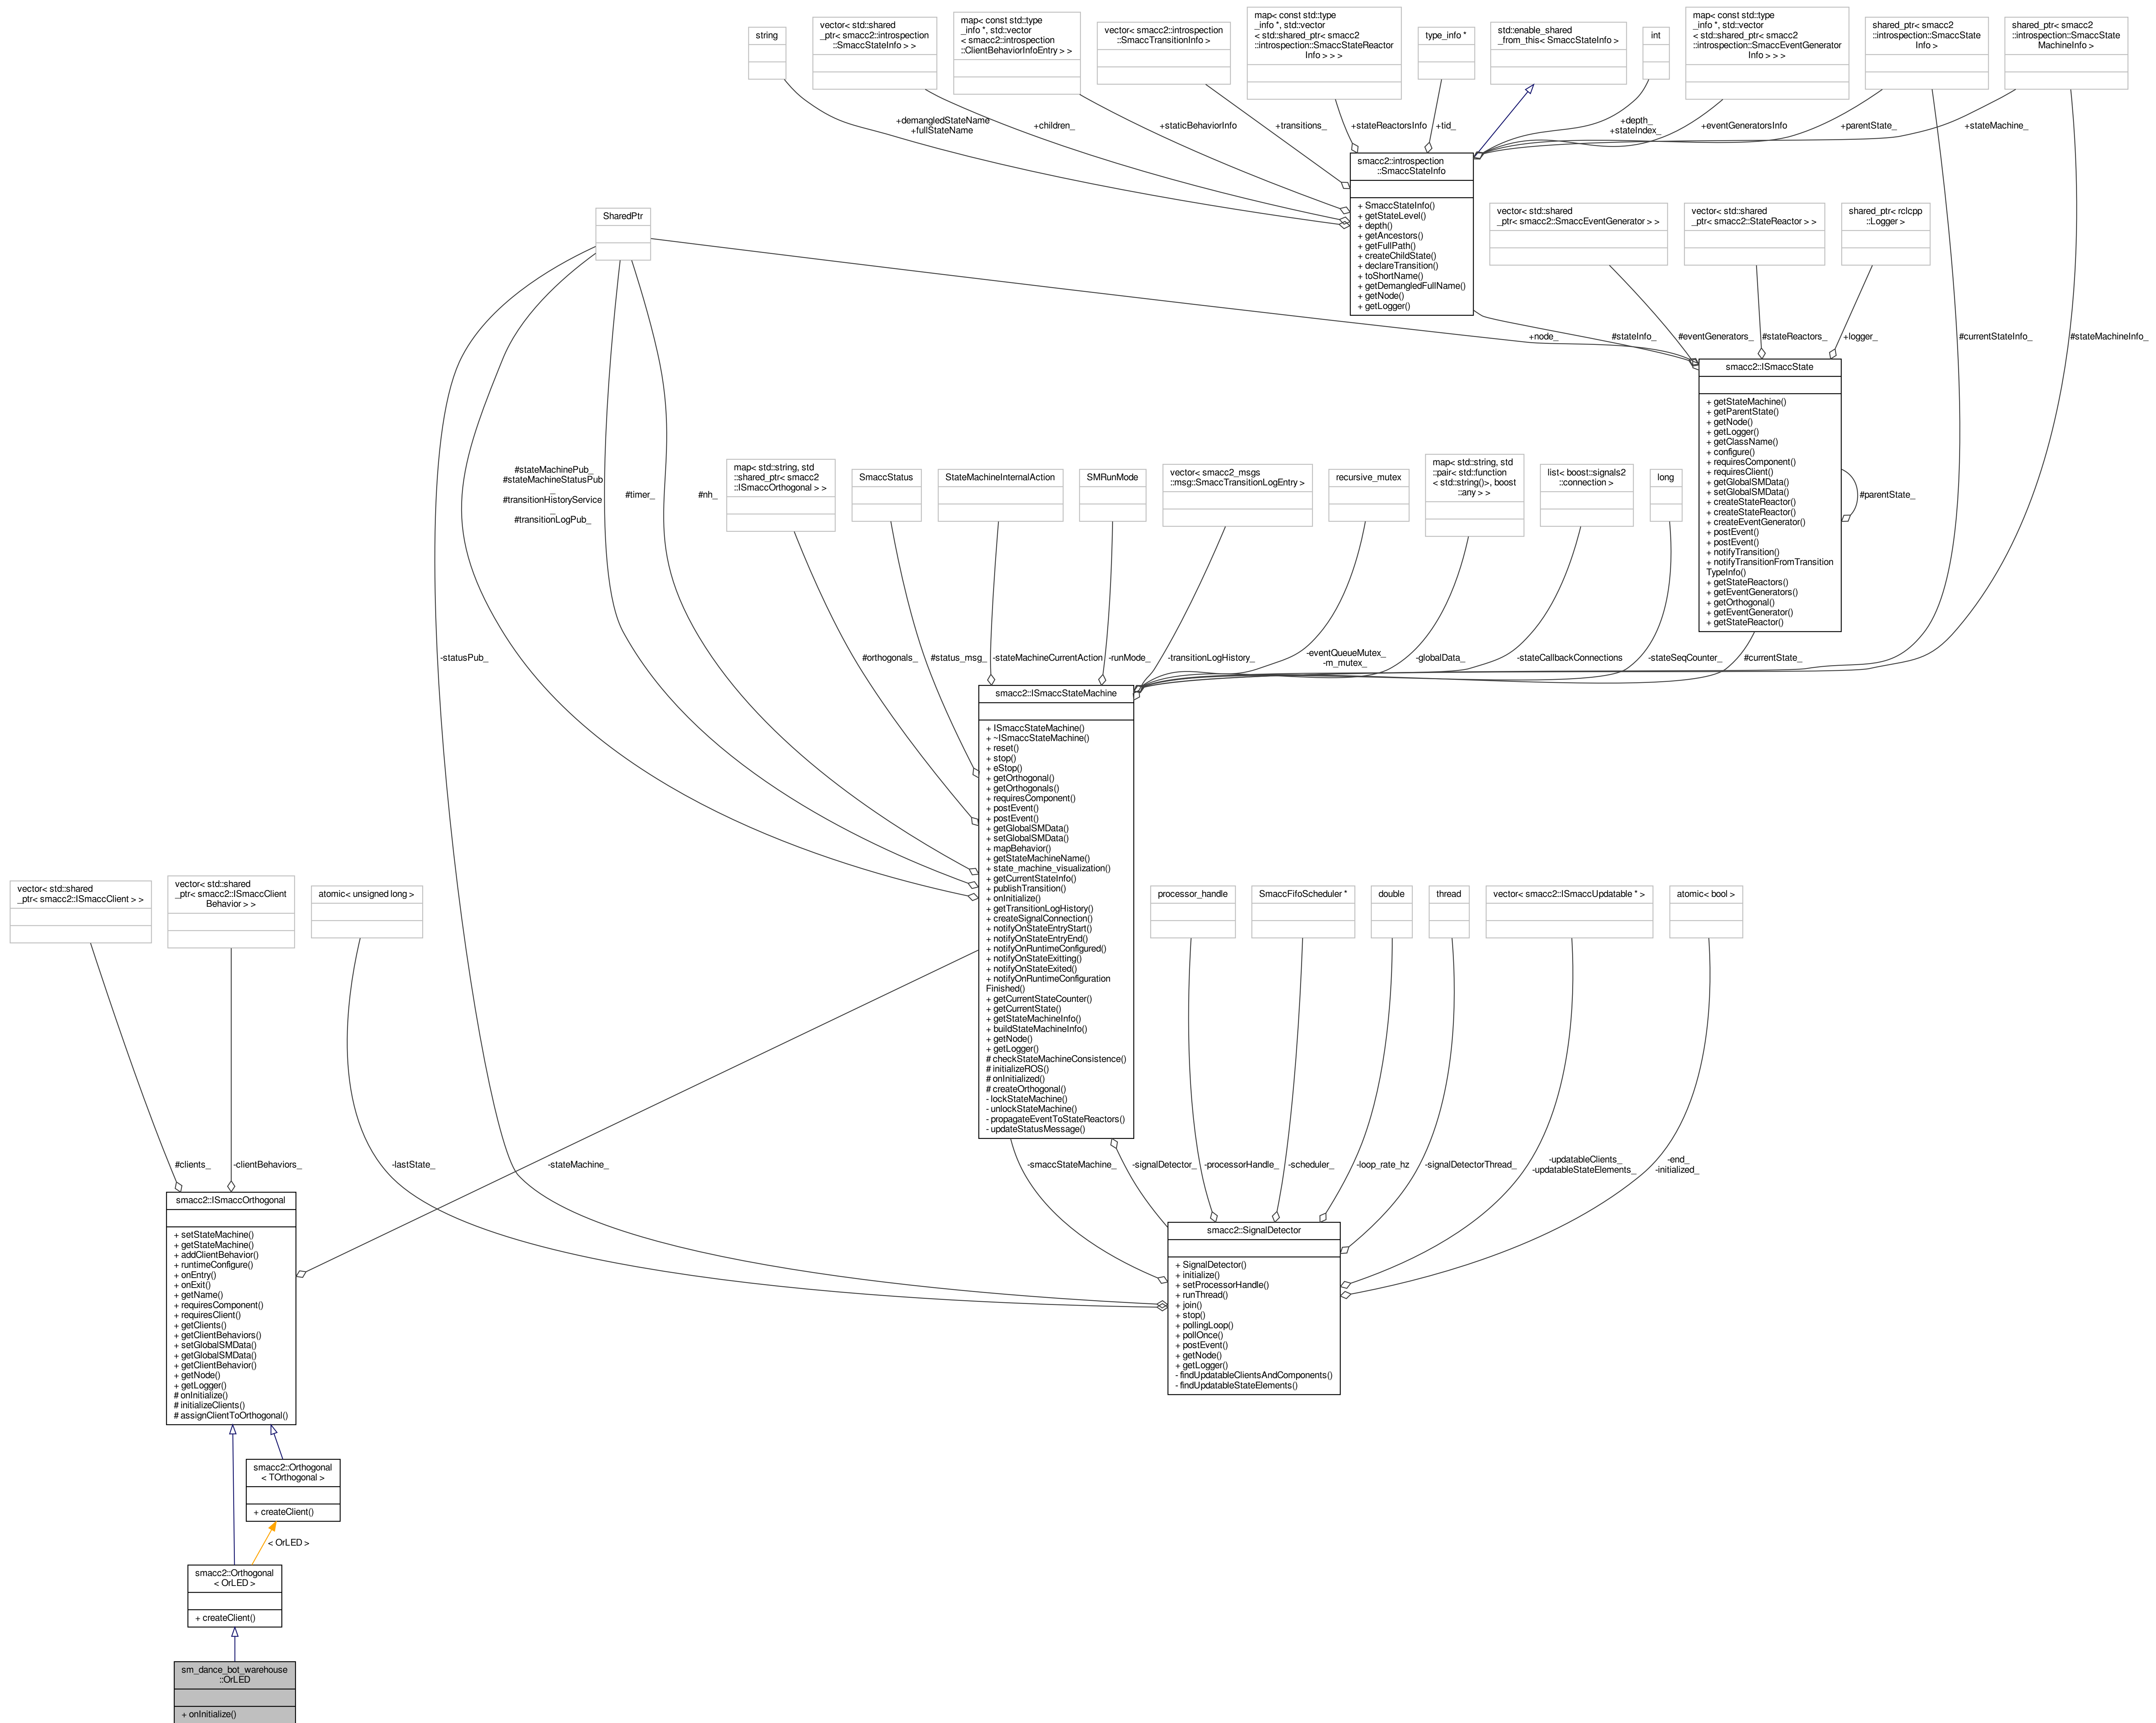 string
vector< std::shared
_ptr< smacc2::introspection
::SmaccStateInfo > >
map< const std::type
_info *, std::vector
< smacc2::introspection
::ClientBehaviorInfoEntry > >
vector< smacc2::introspection
::SmaccTransitionInfo >
map< const std::type
_info *, std::vector
< std::shared_ptr< smacc2
::introspection::SmaccStateReactor
Info > > >
type_info *
std::enable_shared
_from_this< SmaccStateInfo >
int
map< const std::type
_info *, std::vector
< std::shared_ptr< smacc2
::introspection::SmaccEventGenerator
Info > > >
shared_ptr< smacc2
::introspection::SmaccState
Info >
shared_ptr< smacc2
::introspection::SmaccState
MachineInfo >
+demangledStateName
+fullStateName
+children_
+staticBehaviorInfo
+transitions_
+stateReactorsInfo
+tid_
+depth_
+stateIndex_
+eventGeneratorsInfo
+parentState_
+stateMachine_
smacc2::introspection
::SmaccStateInfo
+ SmaccStateInfo()
+ getStateLevel()
+ depth()
+ getAncestors()
+ getFullPath()
+ createChildState()
+ declareTransition()
+ toShortName()
+ getDemangledFullName()
+ getNode()
+ getLogger()
SharedPtr
vector< std::shared
_ptr< smacc2::SmaccEventGenerator > >
vector< std::shared
_ptr< smacc2::StateReactor > >
shared_ptr< rclcpp
::Logger >
+node_
#stateInfo_
#eventGenerators_
#stateReactors_
+logger_
#currentStateInfo_
#stateMachineInfo_
smacc2::ISmaccState
+ getStateMachine()
+ getParentState()
+ getNode()
+ getLogger()
+ getClassName()
+ configure()
+ requiresComponent()
+ requiresClient()
+ getGlobalSMData()
+ setGlobalSMData()
+ createStateReactor()
+ createStateReactor()
+ createEventGenerator()
+ postEvent()
+ postEvent()
+ notifyTransition()
+ notifyTransitionFromTransition
TypeInfo()
+ getStateReactors()
+ getEventGenerators()
+ getOrthogonal()
+ getEventGenerator()
+ getStateReactor()
#parentState_
#stateMachinePub_
#stateMachineStatusPub
_
#transitionHistoryService
_
#transitionLogPub_
#timer_
#nh_
map< std::string, std
::shared_ptr< smacc2
::ISmaccOrthogonal > >
SmaccStatus
StateMachineInternalAction
SMRunMode
vector< smacc2_msgs
::msg::SmaccTransitionLogEntry >
recursive_mutex
map< std::string, std
::pair< std::function
< std::string()>, boost
::any > >
list< boost::signals2
::connection >
long
-statusPub_
#orthogonals_
#status_msg_
-stateMachineCurrentAction
-runMode_
-transitionLogHistory_
-eventQueueMutex_
-m_mutex_
-globalData_
-stateCallbackConnections
-stateSeqCounter_
#currentState_
smacc2::ISmaccStateMachine
+ ISmaccStateMachine()
+ ~ISmaccStateMachine()
+ reset()
+ stop()
+ eStop()
+ getOrthogonal()
+ getOrthogonals()
+ requiresComponent()
+ postEvent()
+ postEvent()
+ getGlobalSMData()
+ setGlobalSMData()
+ mapBehavior()
+ getStateMachineName()
+ state_machine_visualization()
+ getCurrentStateInfo()
+ publishTransition()
+ onInitialize()
+ getTransitionLogHistory()
+ createSignalConnection()
+ notifyOnStateEntryStart()
+ notifyOnStateEntryEnd()
+ notifyOnRuntimeConfigured()
+ notifyOnStateExitting()
+ notifyOnStateExited()
+ notifyOnRuntimeConfiguration
Finished()
+ getCurrentStateCounter()
+ getCurrentState()
+ getStateMachineInfo()
+ buildStateMachineInfo()
+ getNode()
+ getLogger()
# checkStateMachineConsistence()
# initializeROS()
# onInitialized()
# createOrthogonal()
- lockStateMachine()
- unlockStateMachine()
- propagateEventToStateReactors()
- updateStatusMessage()
vector< std::shared
_ptr< smacc2::ISmaccClient > >
vector< std::shared
_ptr< smacc2::ISmaccClient
Behavior > >
atomic< unsigned long >
processor_handle
SmaccFifoScheduler *
double
thread
vector< smacc2::ISmaccUpdatable * >
atomic< bool >
#clients_
-clientBehaviors_
-lastState_
-stateMachine_
-smaccStateMachine_
-signalDetector_
-processorHandle_
-scheduler_
-loop_rate_hz
-signalDetectorThread_
-updatableClients_
-updatableStateElements_
-end_
-initialized_
smacc2::ISmaccOrthogonal
+ setStateMachine()
+ getStateMachine()
+ addClientBehavior()
+ runtimeConfigure()
+ onEntry()
+ onExit()
+ getName()
+ requiresComponent()
+ requiresClient()
+ getClients()
+ getClientBehaviors()
+ setGlobalSMData()
+ getGlobalSMData()
+ getClientBehavior()
+ getNode()
+ getLogger()
# onInitialize()
# initializeClients()
# assignClientToOrthogonal()
smacc2::SignalDetector
+ SignalDetector()
+ initialize()
+ setProcessorHandle()
+ runThread()
+ join()
+ stop()
+ pollingLoop()
+ pollOnce()
+ postEvent()
+ getNode()
+ getLogger()
- findUpdatableClientsAndComponents()
- findUpdatableStateElements()
smacc2::Orthogonal
< TOrthogonal >
+ createClient()
< OrLED >
smacc2::Orthogonal
< OrLED >
+ createClient()
sm_dance_bot_warehouse
::OrLED
+ onInitialize()